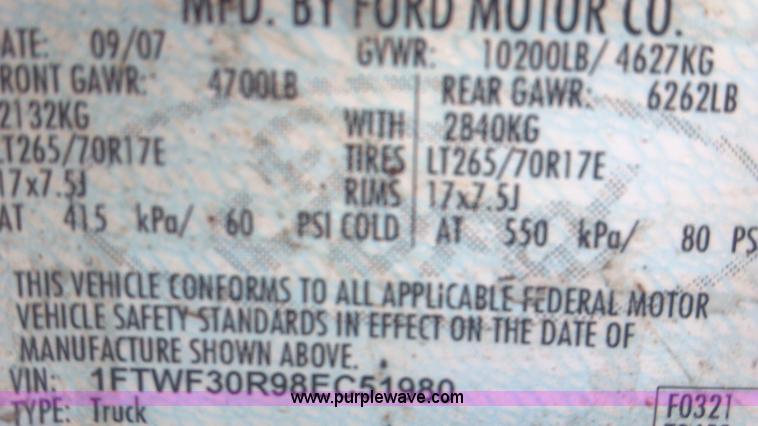 MFD. BY FORD MOTOR CO.
ATE: 09/07 GVWR: 10200LB/ 4627KG
RONT GAWR: 4700LB REAR GAWR: 6262LB
2132KG WITH 2840KG
LT265/70R17E TIRES LT265/70R17E
17x7.5J RIMS 17x7.5J
AT 415 kPa/ 60 PSI COLD AT 550 kPa/ 80 PS
THIS VEHICLE CONFORMS TO ALL APPLICABLE FEDERAL MOTOR
VEHICLE SAFETY STANDARDS IN EFFECT ON THE DATE OF
MANUFACTURE SHOWN ABOVE.
VIN: 1FTWF30R98EC51980
www.purplewave.com
TYPE: Truck F0321